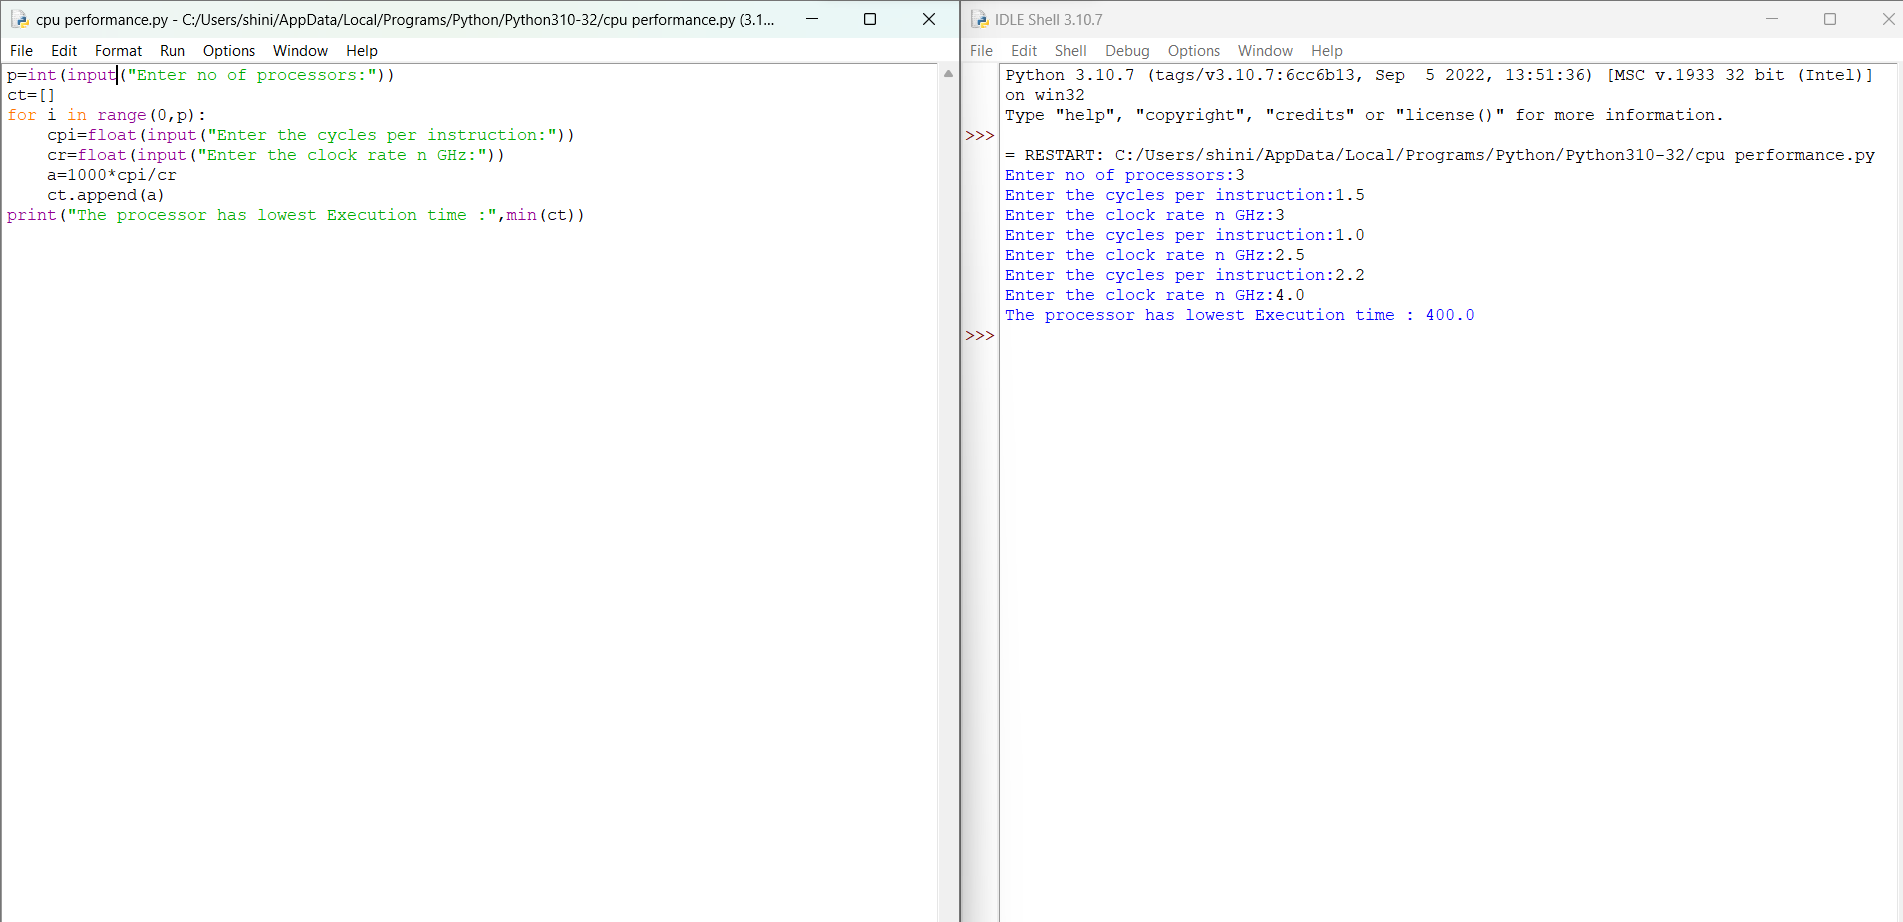 cpu performance.py - C:/Users/shini/AppData/Local/Programs/Python/Python310-32/cpu performance.py (3.1...
File Edit Format Run Options Window Help
p=int(input("Enter no of processors:"))
ct=[]
for i in range(0,p):
    cpi=float(input("Enter the cycles per instruction:"))
    cr=float(input("Enter the clock rate n GHz:"))
    a=1000*cpi/cr
    ct.append(a)
print("The processor has lowest Execution time :",min(ct))
IDLE Shell 3.10.7
File Edit Shell Debug Options Window Help
Python 3.10.7 (tags/v3.10.7:6cc6b13, Sep  5 2022, 13:51:36) [MSC v.1933 32 bit (Intel)]
on win32
Type "help", "copyright", "credits" or "license()" for more information.
>>>
= RESTART: C:/Users/shini/AppData/Local/Programs/Python/Python310-32/cpu performance.py
Enter no of processors:3
Enter the cycles per instruction:1.5
Enter the clock rate n GHz:3
Enter the cycles per instruction:1.0
Enter the clock rate n GHz:2.5
Enter the cycles per instruction:2.2
Enter the clock rate n GHz:4.0
The processor has lowest Execution time : 400.0
>>>